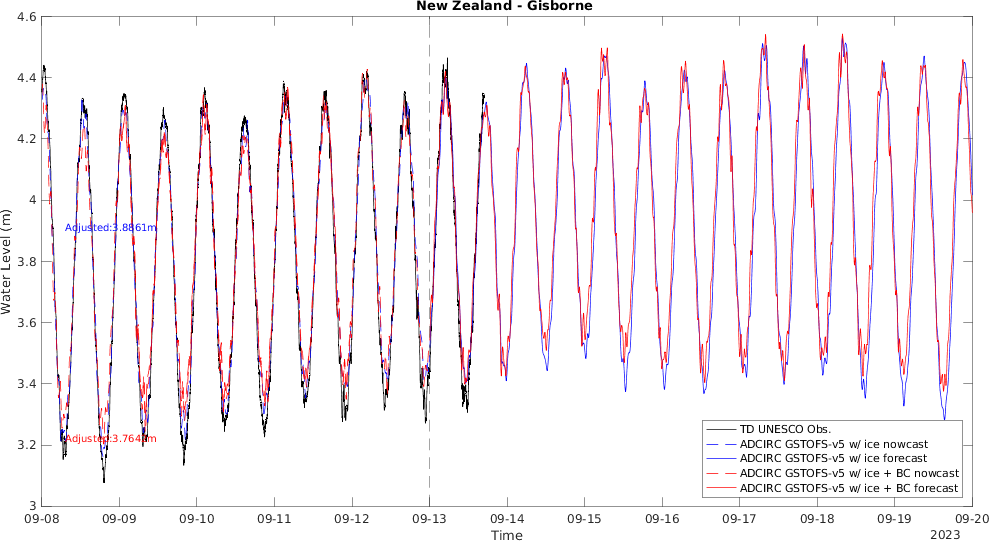 New Zealand - Gisborne
4.6
4.4
4.2
4
3.8
3.6
3.4
3.2
3
Water Level (m)
Adjusted:3.8861m
TD UNESCO Obs.
ADCIRC GSTOFS-v5 w/ ice nowcast
ADCIRC GSTOFS-v5 w/ ice forecast
ADCIRC GSTOFS-v5 w/ ice + BC nowcast
ADCIRC GSTOFS-v5 w/ ice + BC forecast
09-08 09-09 09-10 09-11 09-12 09-13 09-14 09-15 09-16 09-17 09-18 09-19 09-20
Time
2023